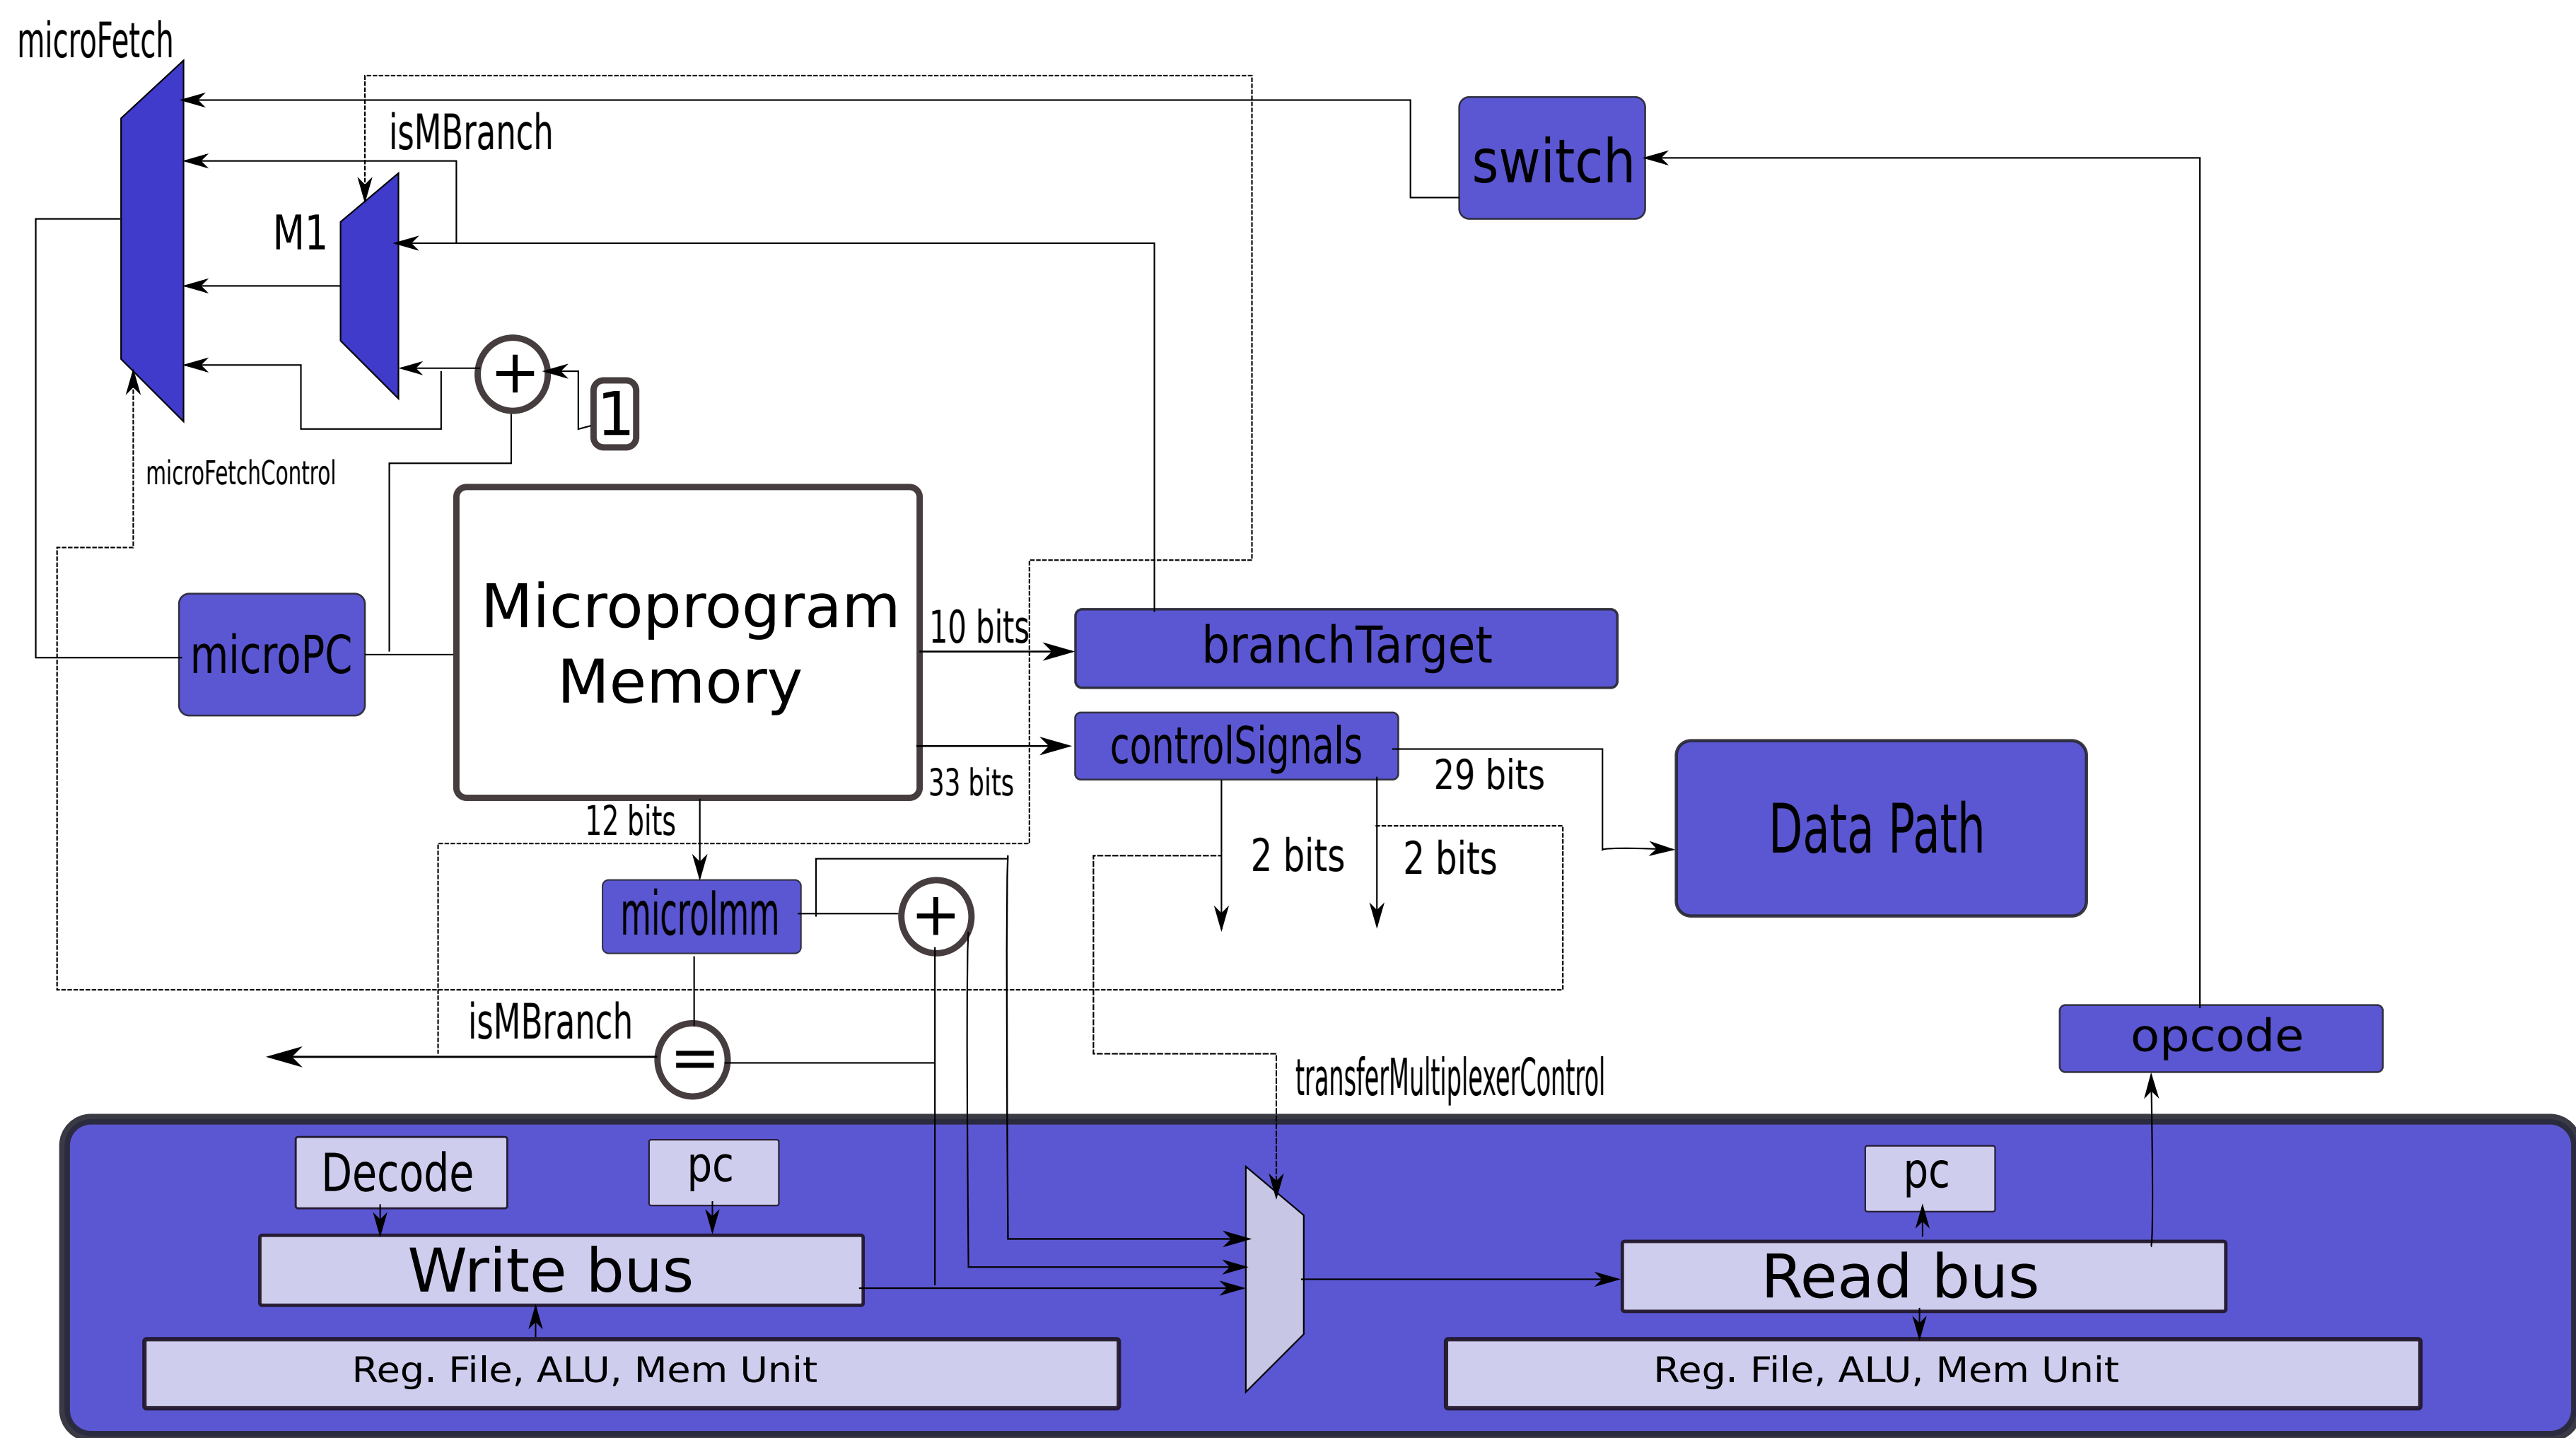 microFetch
isMBranch
switch
M1
+
1
microFetchControl
Microprogram
Memory
10 bits
branchTarget
microPC
controlSignals
33 bits
29 bits
Data Path
12 bits
2 bits
2 bits
microImm
+
isMBranch
=
opcode
transferMultiplexerControl
Decode
pc
pc
Write bus
Read bus
Reg. File, ALU, Mem Unit
Reg. File, ALU, Mem Unit